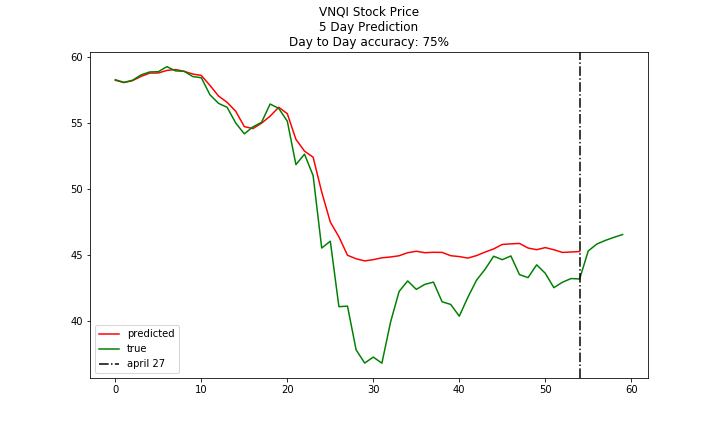 VNQI Stock Price
5 Day Prediction
Day to Day accuracy: 75%
60
55
50
45
40
predicted
true
april 27
0
10
20
30
40
50
60